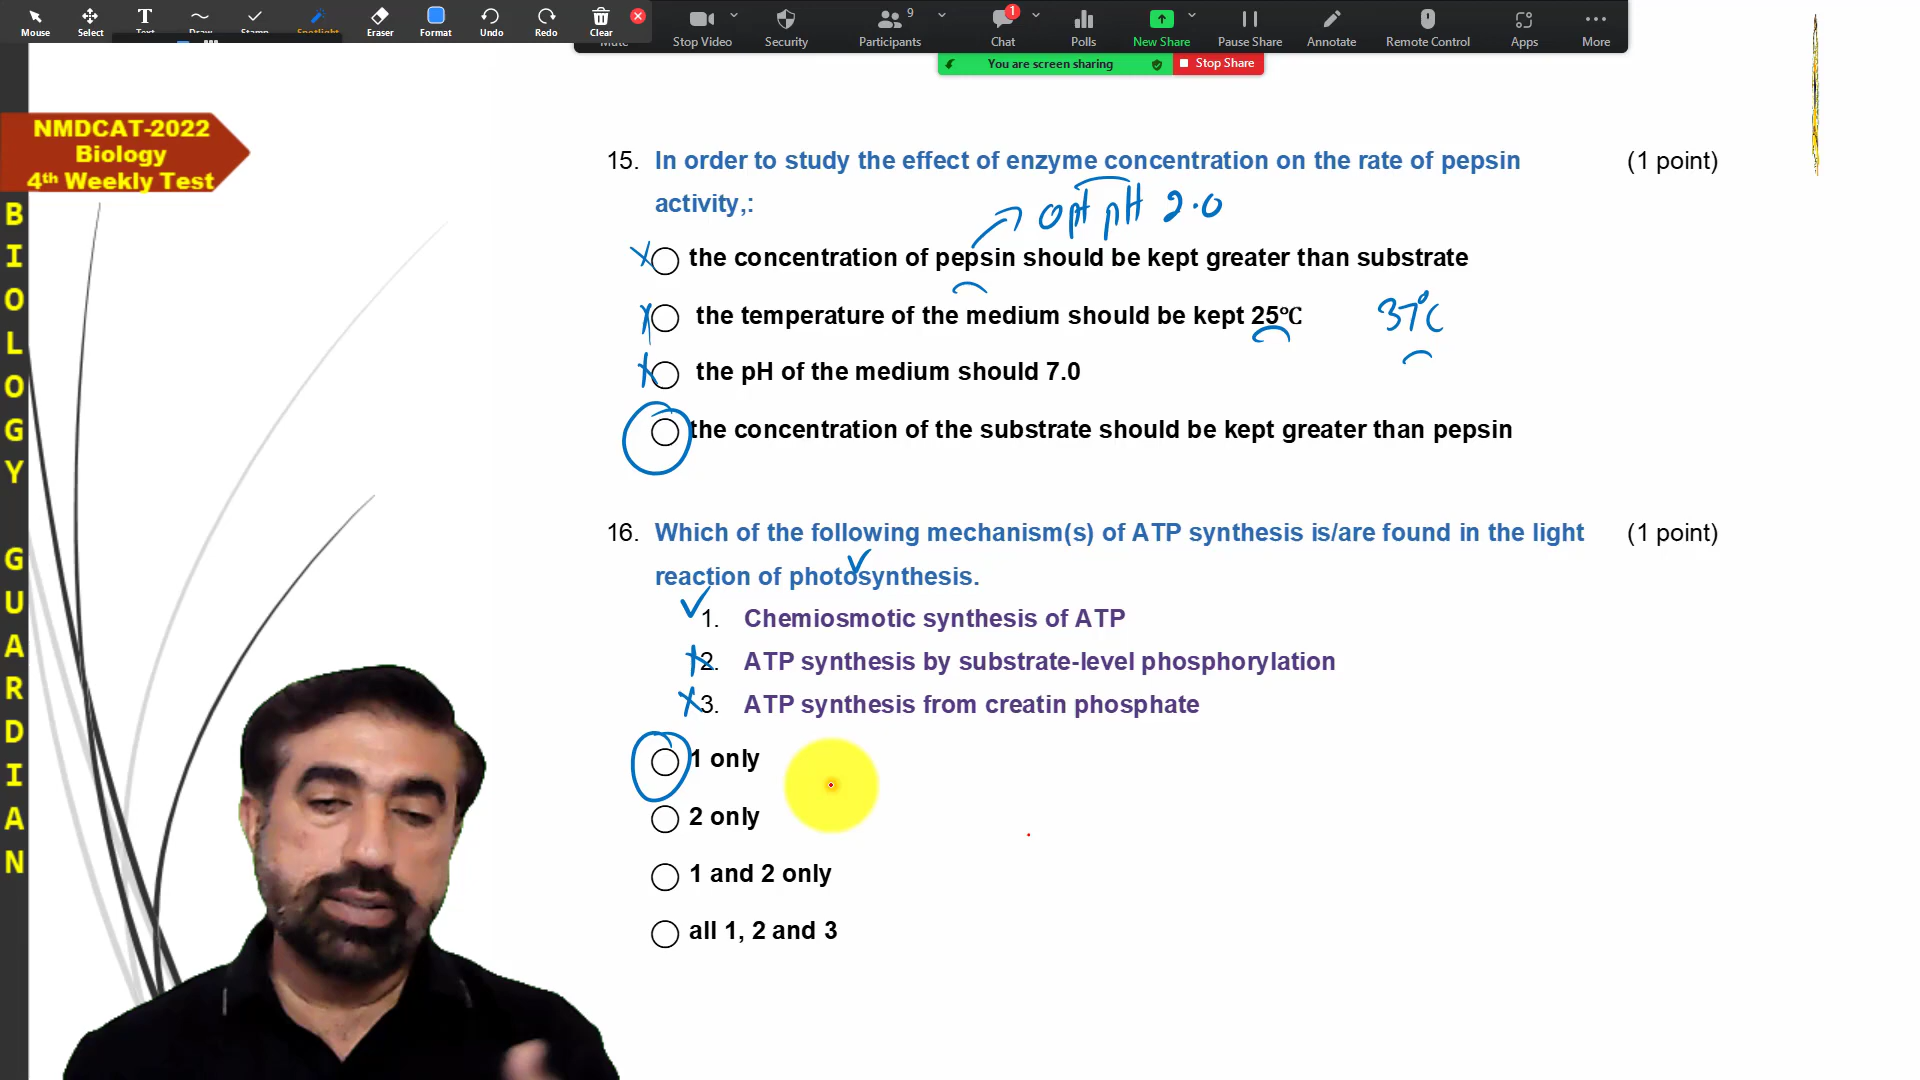 Mouse Select Text Draw Stamp Spotlight Eraser Format Undo Redo Clear
Mute Stop Video Security Participants 9 Chat 1 Polls New Share Pause Share Annotate Remote Control Apps More
You are screen sharing Stop Share
NMDCAT-2022
Biology
4th Weekly Test
BIOLOGY GUARDIAN
15. In order to study the effect of enzyme concentration on the rate of pepsin (1 point)
activity,:
opt pH 2.0
the concentration of pepsin should be kept greater than substrate
the temperature of the medium should be kept 25℃
37°C
the pH of the medium should 7.0
the concentration of the substrate should be kept greater than pepsin
16. Which of the following mechanism(s) of ATP synthesis is/are found in the light (1 point)
reaction of photosynthesis.
1. Chemiosmotic synthesis of ATP
2. ATP synthesis by substrate-level phosphorylation
3. ATP synthesis from creatin phosphate
1 only
2 only
1 and 2 only
all 1, 2 and 3